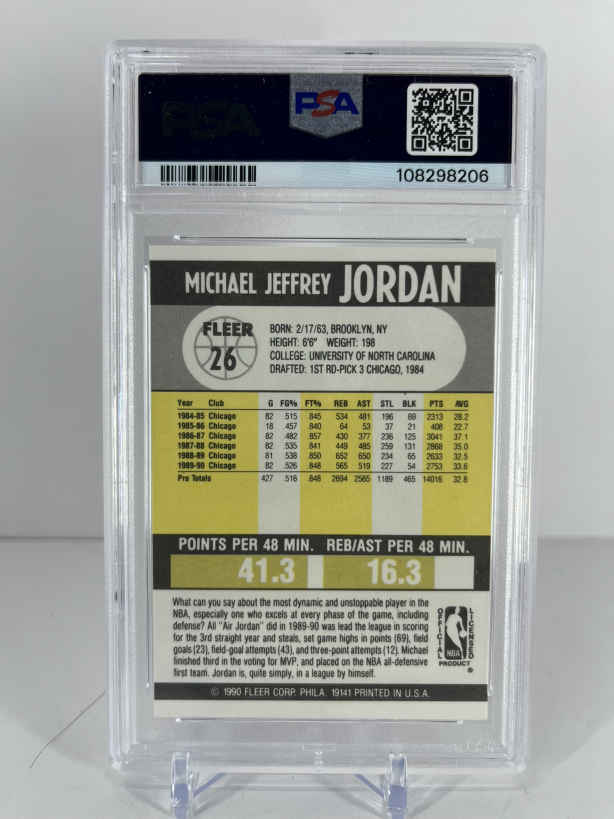 PSA
PSA
108298206
MICHAEL JEFFREY JORDAN
FLEER
26
BORN: 2/17/63, BROOKLYN, NY
HEIGHT: 6'6" WEIGHT: 198
COLLEGE: UNIVERSITY OF NORTH CAROLINA
DRAFTED: 1ST RD-PICK 3 CHICAGO, 1984
Year Club G FG% FT% REB AST STL BLK PTS AVG
1984-85 Chicago 82 .515 .845 534 481 196 69 2313 28.2
1985-86 Chicago 18 .457 .840 64 53 37 21 408 22.7
1986-87 Chicago 82 .482 .857 430 377 236 125 3041 37.1
1987-88 Chicago 82 .535 .841 449 485 259 131 2868 35.0
1988-89 Chicago 81 .538 .850 652 650 234 65 2633 32.5
1989-90 Chicago 82 .526 .848 565 519 227 54 2753 33.6
Pro Totals 427 .516 .848 2694 2565 1189 465 14016 32.8
POINTS PER 48 MIN. REB/AST PER 48 MIN.
41.3 16.3
What can you say about the most dynamic and unstoppable player in the
NBA, especially one who excels at every phase of the game, including
defense? All "Air Jordan" did in 1989-90 was lead the league in scoring
for the 3rd straight year and steals, set game highs in points (69), field
goals (23), field-goal attempts (43), and three-point attempts (12). Michael
finished third in the voting for MVP, and placed on the NBA all-defensive
first team. Jordan is, quite simply, in a league by himself.
OFFICIAL LICENSED
NBA
PRODUCT
®
© 1990 FLEER CORP. PHILA. 19141 PRINTED IN U.S.A.